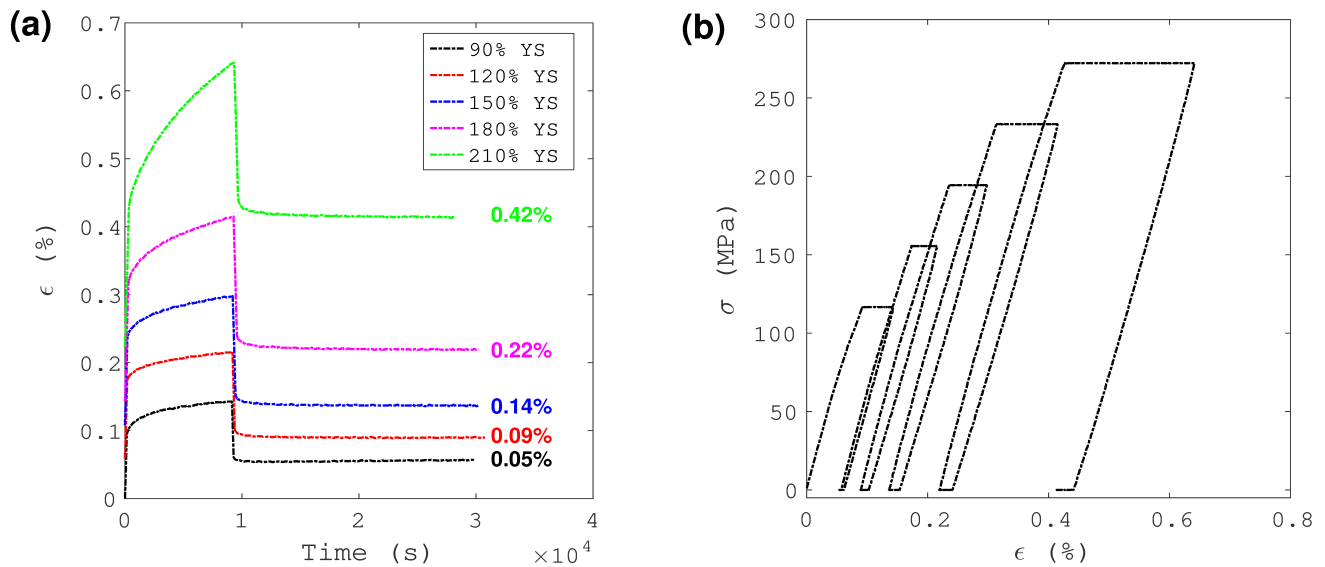 (a)
0.7
0.6
0.5
0.4
0.3
0.2
0.1
0
ϵ (%)
90% YS
120% YS
150% YS
180% YS
210% YS
0.42%
0.22%
0.14%
0.09%
0.05%
0 1 2 3 4
Time (s)
×10⁴
(b)
300
250
200
150
100
50
0
σ (MPa)
0 0.2 0.4 0.6 0.8
ϵ (%)